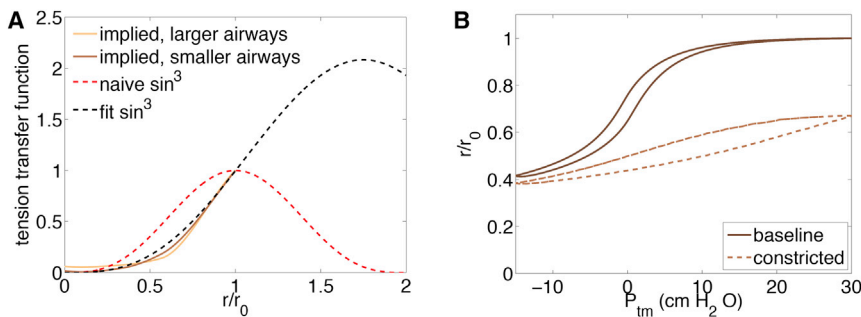 A
tension transfer function
2.5
2
1.5
1
0.5
0
implied, larger airways
implied, smaller airways
naive sin³
fit sin³
0 0.5 1 1.5 2
r/r₀
B
r/r₀
1
0.8
0.6
0.4
0.2
0
baseline
constricted
−10 0 10 20 30
P_tm (cm H₂ O)